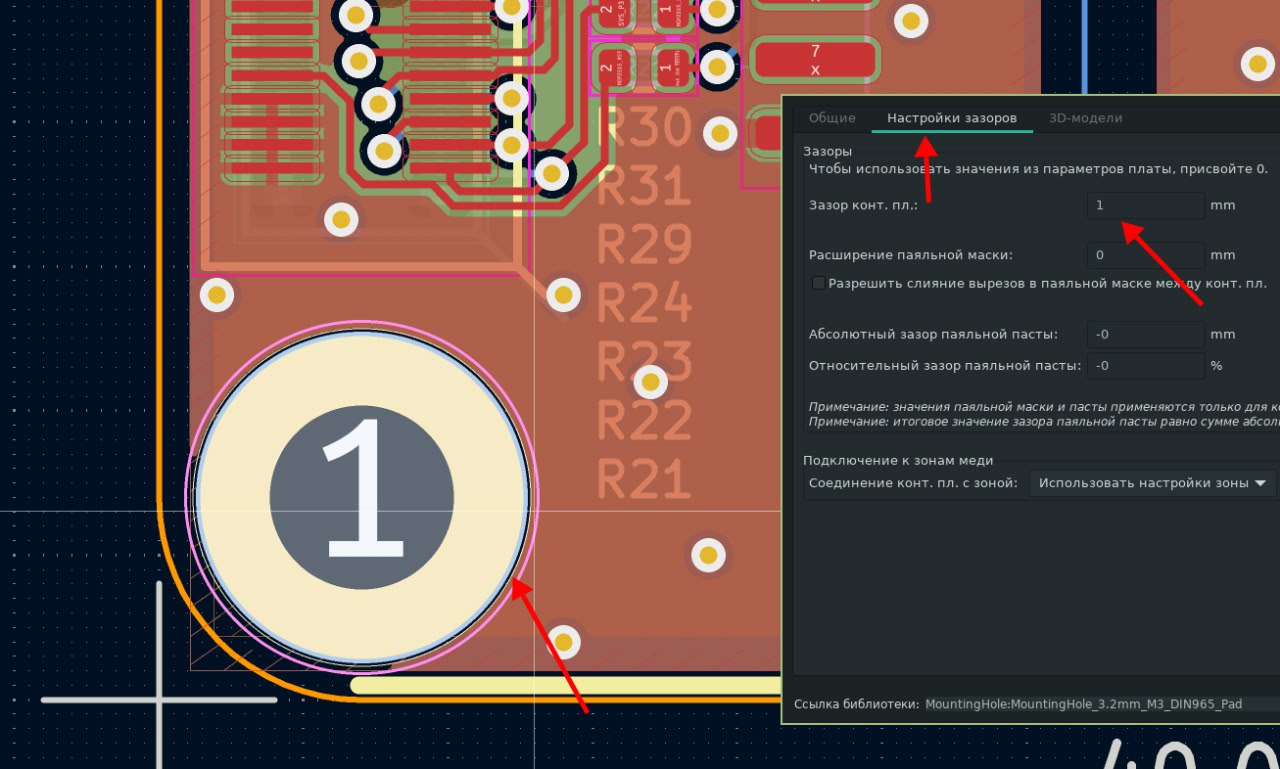 2
1
2
1
7
x
R30
R31
R29
R24
R23
R22
R21
1
Общие
Настройки зазоров
3D-модели
Зазоры
Чтобы использовать значения из параметров платы, присвойте 0.
Зазор конт. пл.: 1 mm
Расширение паяльной маски: 0 mm
Разрешить слияние вырезов в паяльной маске между конт. пл.
Абсолютный зазор паяльной пасты: -0 mm
Относительный зазор паяльной пасты: -0 %
Примечание: значения паяльной маски и пасты применяются только для
Примечание: итоговое значение зазора паяльной пасты равно сумме
Подключение к зонам меди
Соединение конт. пл. с зоной: Использовать настройки зоны
Ссылка библиотеки: MountingHole:MountingHole_3.2mm_M3_DIN965_Pad